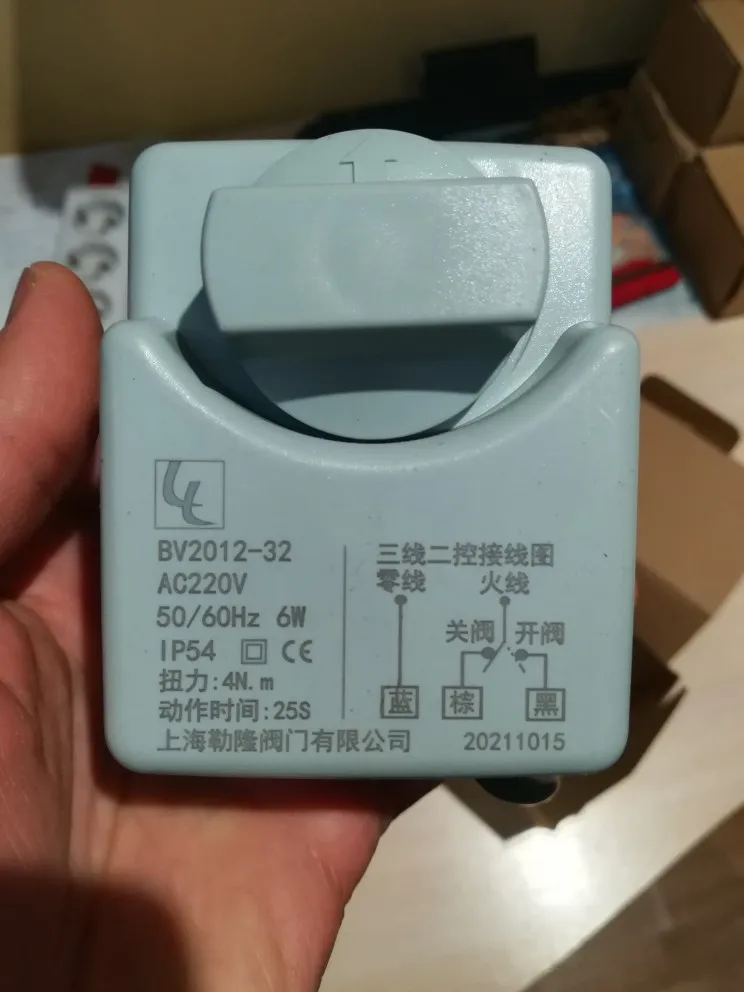 BV2012-32
AC220V
50/60Hz 6W
IP54 CE
扭力:4N.m
动作时间:25S
上海勒隆阀门有限公司 20211015
三线二控接线图
零线 火线
关阀 开阀
蓝 棕 黑